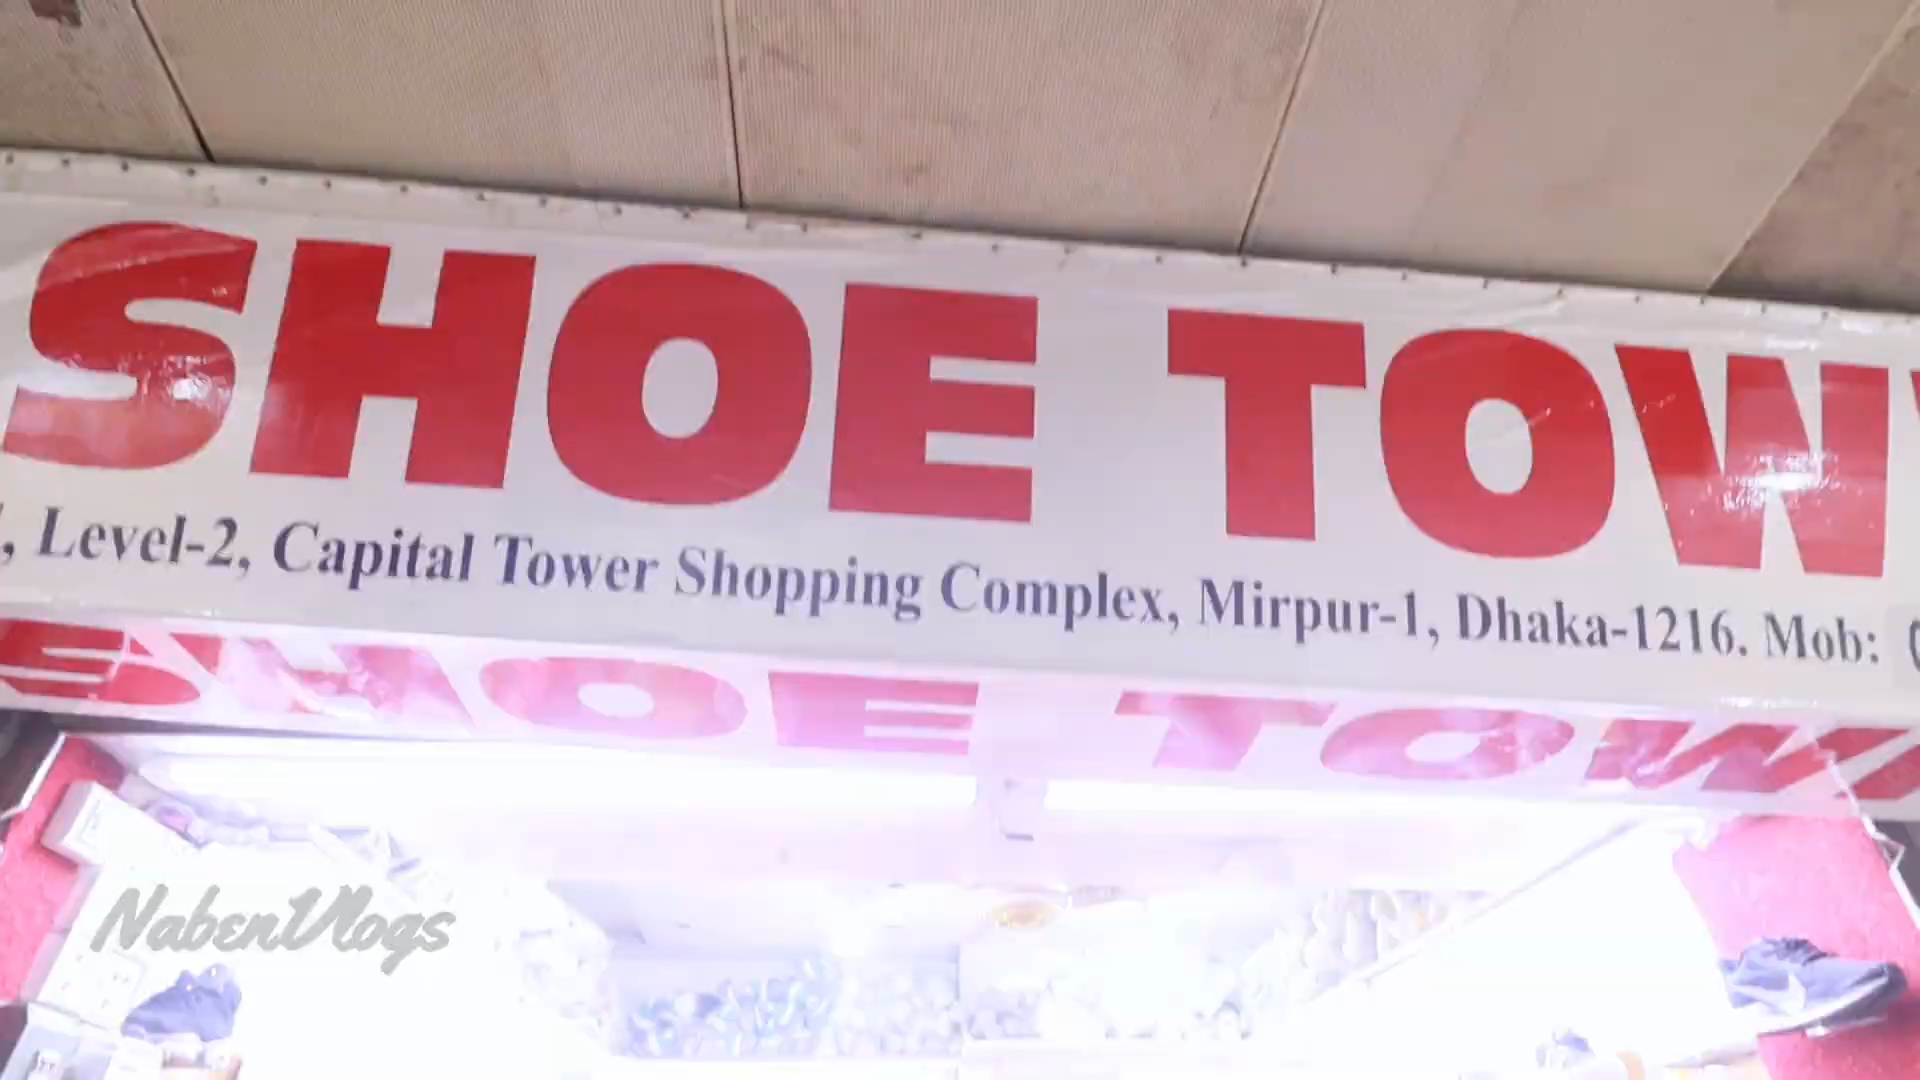 SHOE TOW
, Level-2, Capital Tower Shopping Complex, Mirpur-1, Dhaka-1216. Mob:
SHOE TOW
NabenVlogs